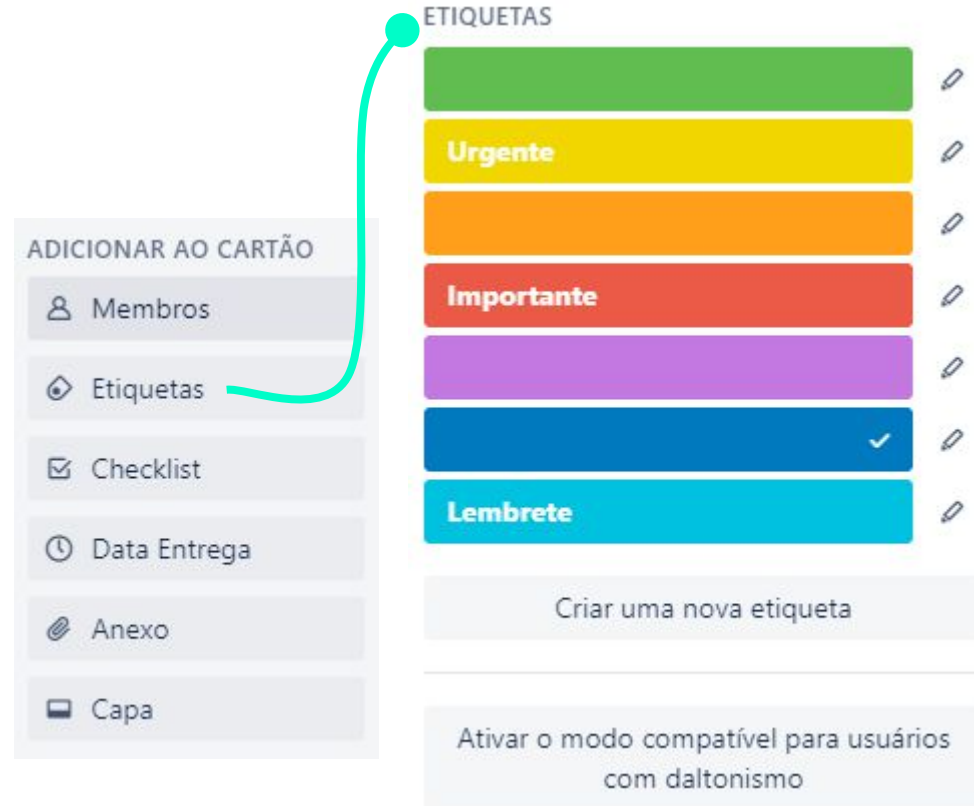 ETIQUETAS
Urgente
Importante
Lembrete
Criar uma nova etiqueta
Ativar o modo compatível para usuários
com daltonismo
ADICIONAR AO CARTÃO
Membros
Etiquetas
Checklist
Data Entrega
Anexo
Capa